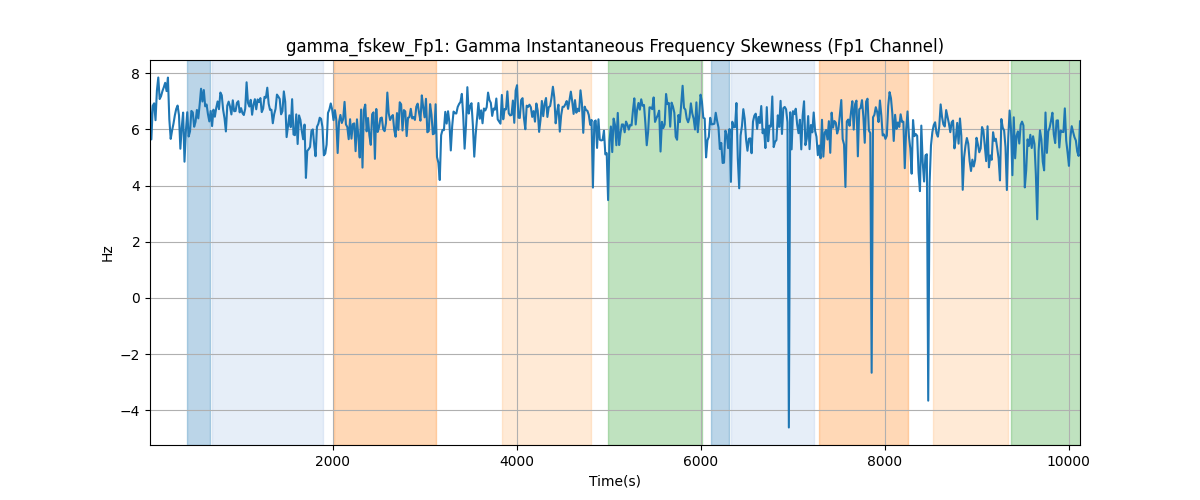 gamma_fskew_Fp1: Gamma Instantaneous Frequency Skewness (Fp1 Channel)
8
6
4
2
0
−2
−4
Hz
2000 4000 6000 8000 10000
Time(s)